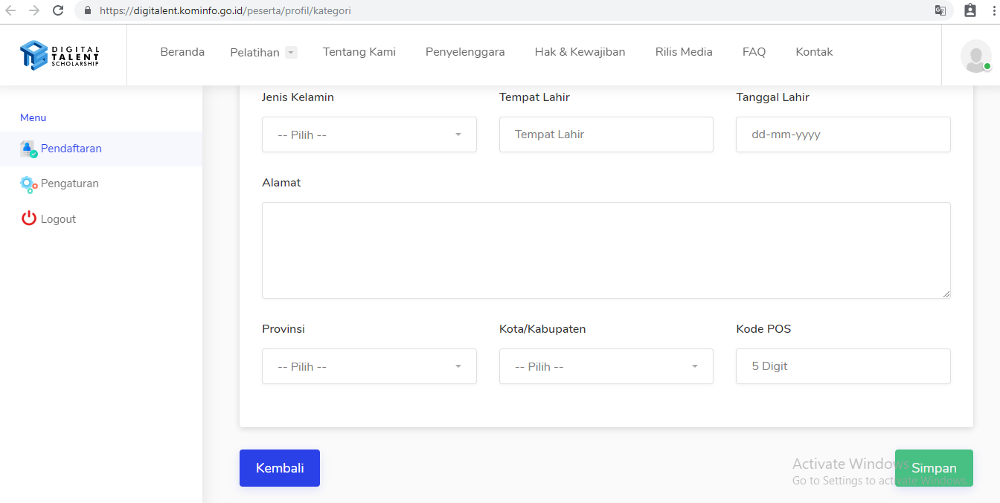 https://digitalent.kominfo.go.id/peserta/profil/kategori
DIGITAL
TALENT
SCHOLARSHIP
Beranda Pelatihan Tentang Kami Penyelenggara Hak & Kewajiban Rilis Media FAQ Kontak
Menu
Pendaftaran
Pengaturan
Logout
Jenis Kelamin Tempat Lahir Tanggal Lahir
-- Pilih -- Tempat Lahir dd-mm-yyyy
Alamat
Provinsi Kota/Kabupaten Kode POS
-- Pilih -- -- Pilih -- 5 Digit
Kembali Simpan
Activate Windows
Go to Settings to activate Windows.